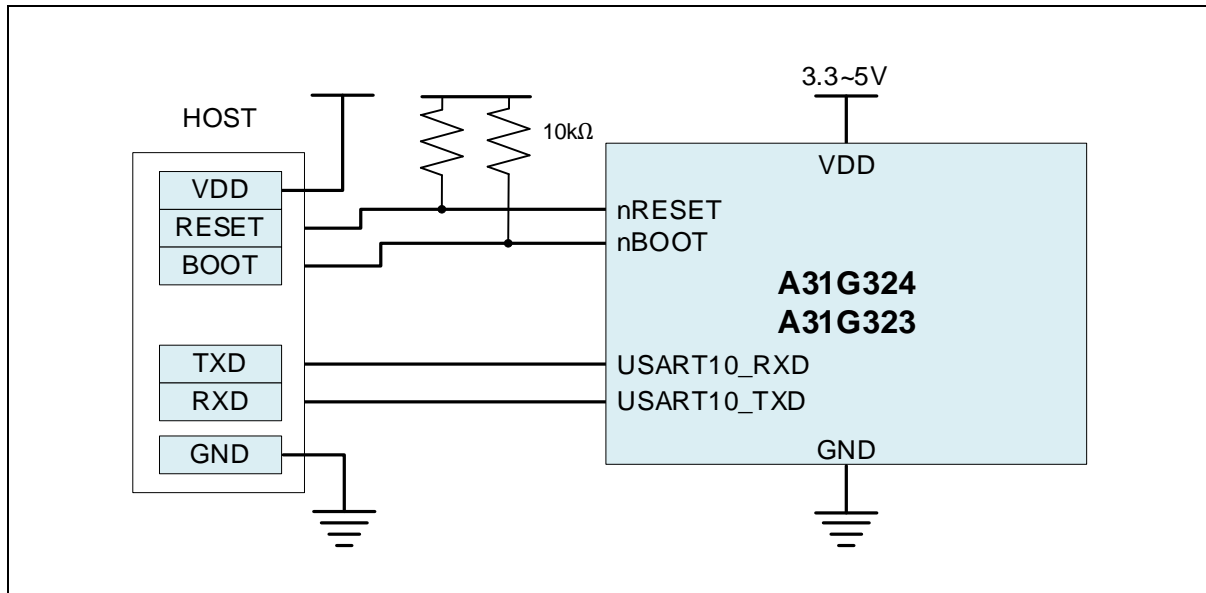 HOST
VDD
RESET
BOOT
TXD
RXD
GND
10kΩ
3.3~5V
VDD
nRESET
nBOOT
A31G324
A31G323
USART10_RXD
USART10_TXD
GND